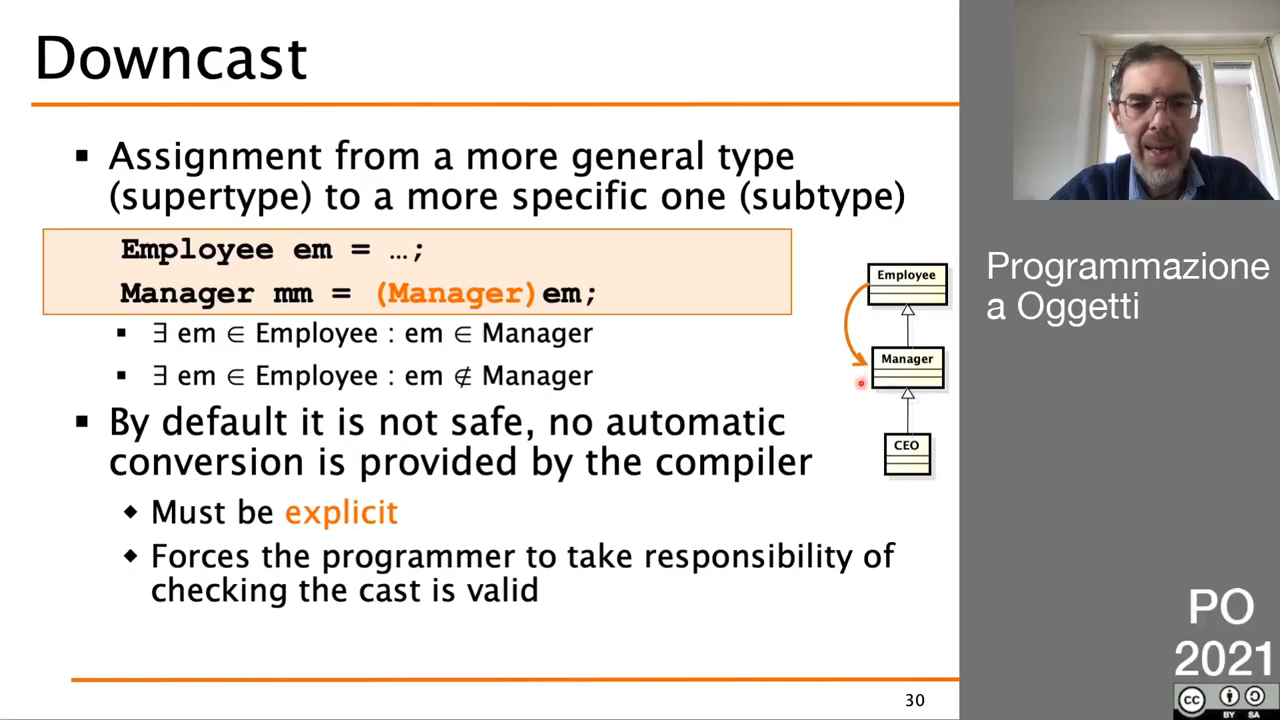 Downcast
▪ Assignment from a more general type
(supertype) to a more specific one (subtype)
Employee em = …;
Manager mm = (Manager)em;
▪ ∃ em ∈ Employee : em ∈ Manager
▪ ∃ em ∈ Employee : em ∉ Manager
▪ By default it is not safe, no automatic
conversion is provided by the compiler
◆ Must be explicit
◆ Forces the programmer to take responsibility of
checking the cast is valid
Employee
Manager
CEO
30
Programmazione
a Oggetti
PO
2021
CC
BY SA